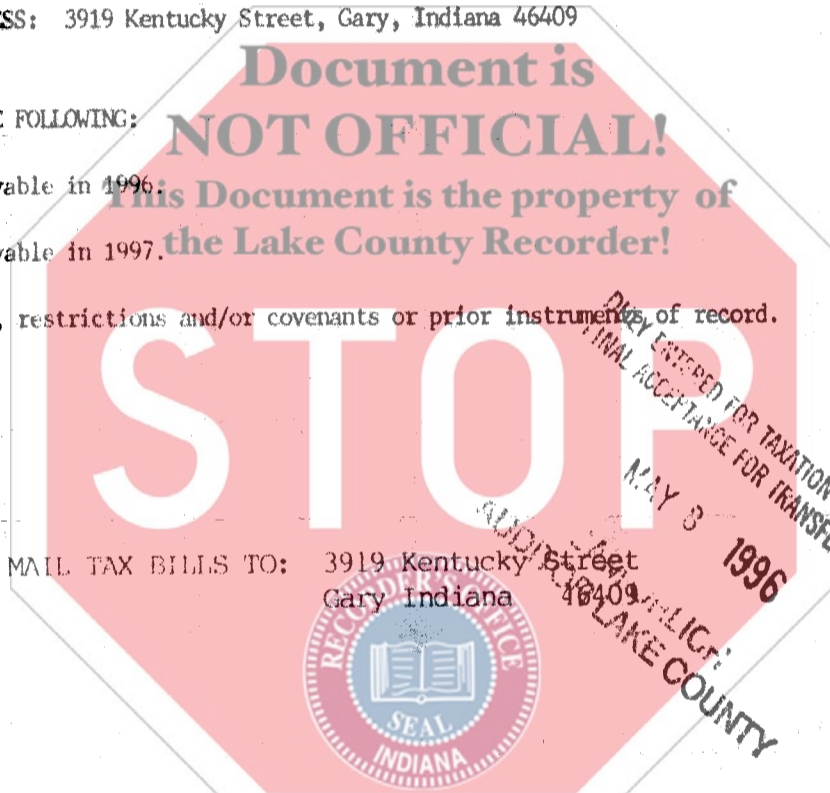 SS: 3919 Kentucky Street, Gary, Indiana 46409
Document is
FOLLOWING:
NOT OFFICIAL!
able in 1996.
This Document is the property of
able in 1997.
the Lake County Recorder!
, restrictions and/or covenants or prior instruments of record.
STOP
DULY ENTERED FOR TAXATION
FINAL ACCEPTANCE FOR TRANSFER
MAY 3 1996
AUDITOR LAKE COUNTY
MAIL TAX BILLS TO: 3919 Kentucky Street
Gary Indiana 46409
RECORDER'S OFFICE
SEAL
INDIANA